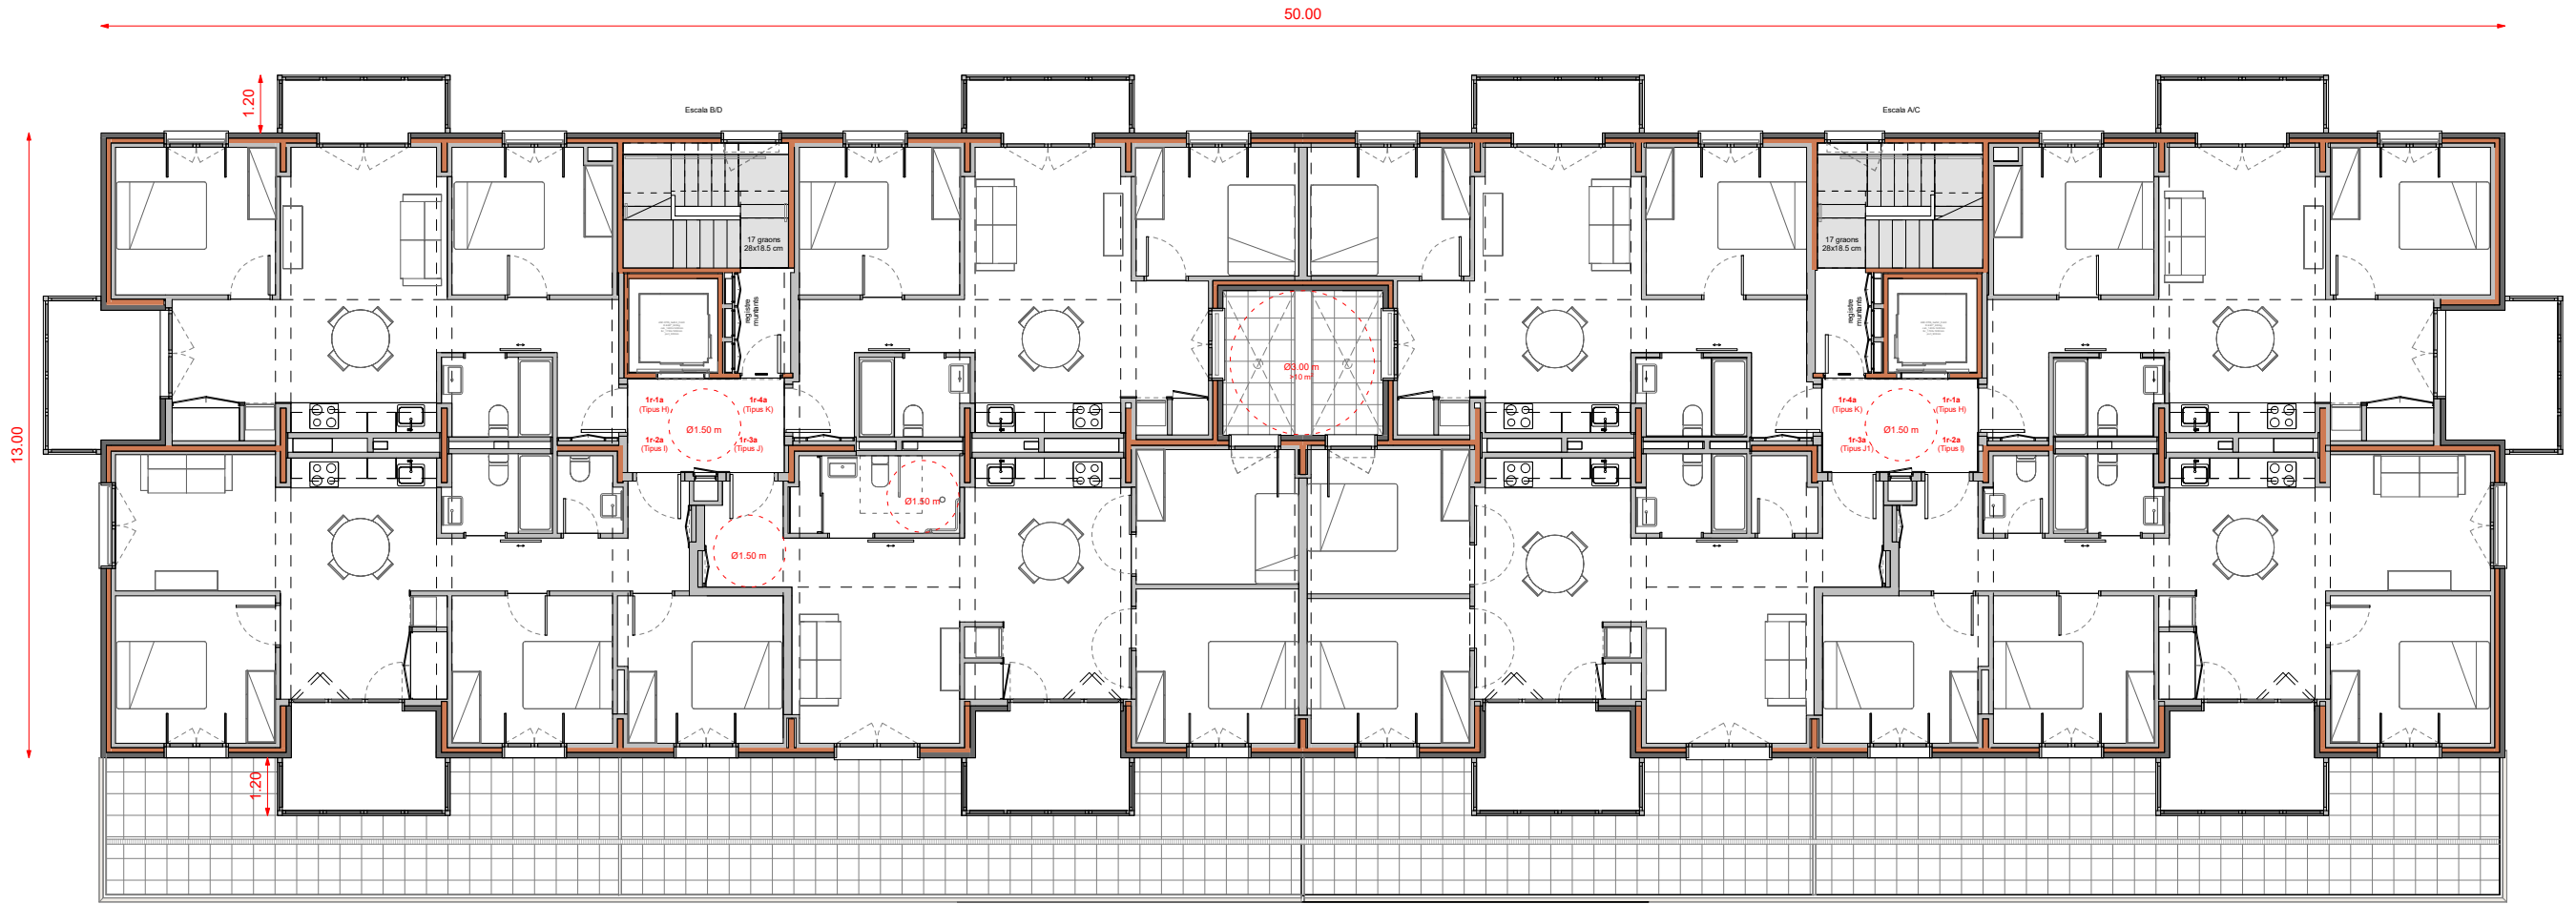 50.00
1.20
Escala B/D
Escala A/C
13.00
17 graons
28x18.5 cm
17 graons
28x18.5 cm
registre
muntants
registre
muntants
Ø3.00 m
>10 m²
1r-1a
(Tipus H)
1r-4a
(Tipus K)
Ø1.50 m
1r-2a
(Tipus I)
1r-3a
(Tipus J)
1r-4a
(Tipus K)
1r-1a
(Tipus H)
Ø1.50 m
1r-3a
(Tipus J1)
1r-2a
(Tipus I)
Ø1.50 m
Ø1.50 m
1.20